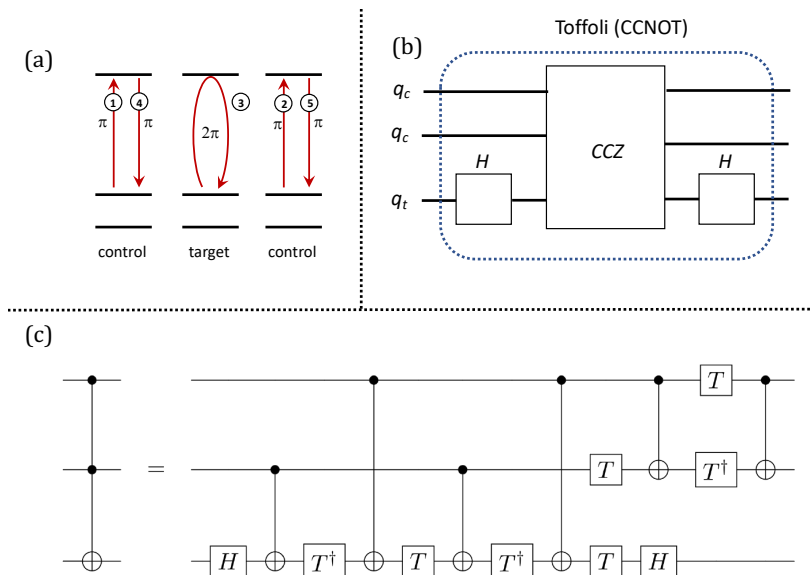 (a)
1 4 3 2 5
π π 2π π π
control target control
(b)
Toffoli (CCNOT)
q_c
q_c
q_t
H CCZ H
(c)
=
T
T T†
H T† T T† T H